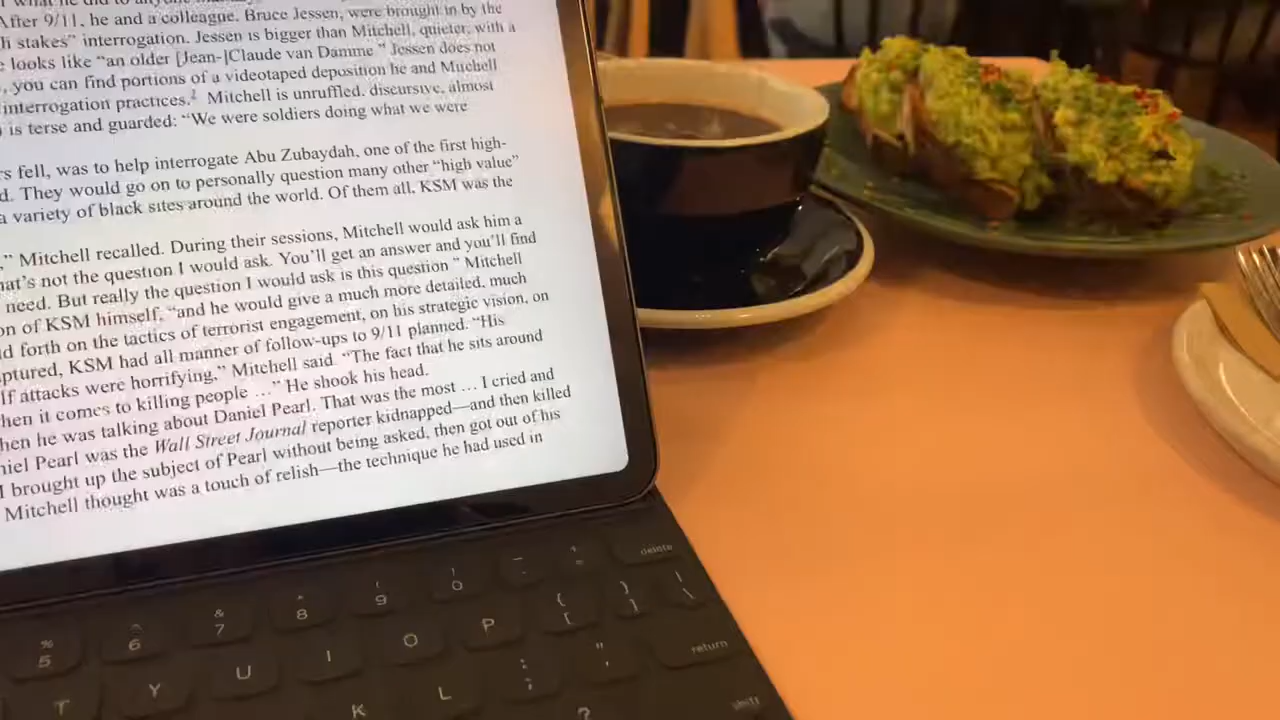 After 9/11, he and a colleague. Bruce Jessen, were brought in by the
stakes” interrogation. Jessen is bigger than Mitchell, quieter, with a
looks like “an older [Jean-]Claude van Damme ” Jessen does not
, you can find portions of a videotaped deposition he and Mitchell
interrogation practices.² Mitchell is unruffled, discursive, almost
is terse and guarded: “We were soldiers doing what we were
fell, was to help interrogate Abu Zubaydah, one of the first high-
They would go on to personally question many other “high value”
a variety of black sites around the world. Of them all, KSM was the
.” Mitchell recalled. During their sessions, Mitchell would ask him a
not the question I would ask. You’ll get an answer and you’ll find
need. But really the question I would ask is this question ” Mitchell
of KSM himself, “and he would give a much more detailed, much
forth on the tactics of terrorist engagement, on his strategic vision, on
KSM had all manner of follow-ups to 9/11 planned. “His
attacks were horrifying,” Mitchell said. “The fact that he sits around
when it comes to killing people … ” He shook his head.
when he was talking about Daniel Pearl. That was the most … I cried and
Pearl was the Wall Street Journal reporter kidnapped—and then killed
brought up the subject of Pearl without being asked, then got out of his
Mitchell thought was a touch of relish—the technique he had used in
delete
% 5 ^ 6 & 7 * 8 ( 9 ) 0 _ - + =
T Y U I O P { [ } ] | \
K L : ; " ' return
? shift